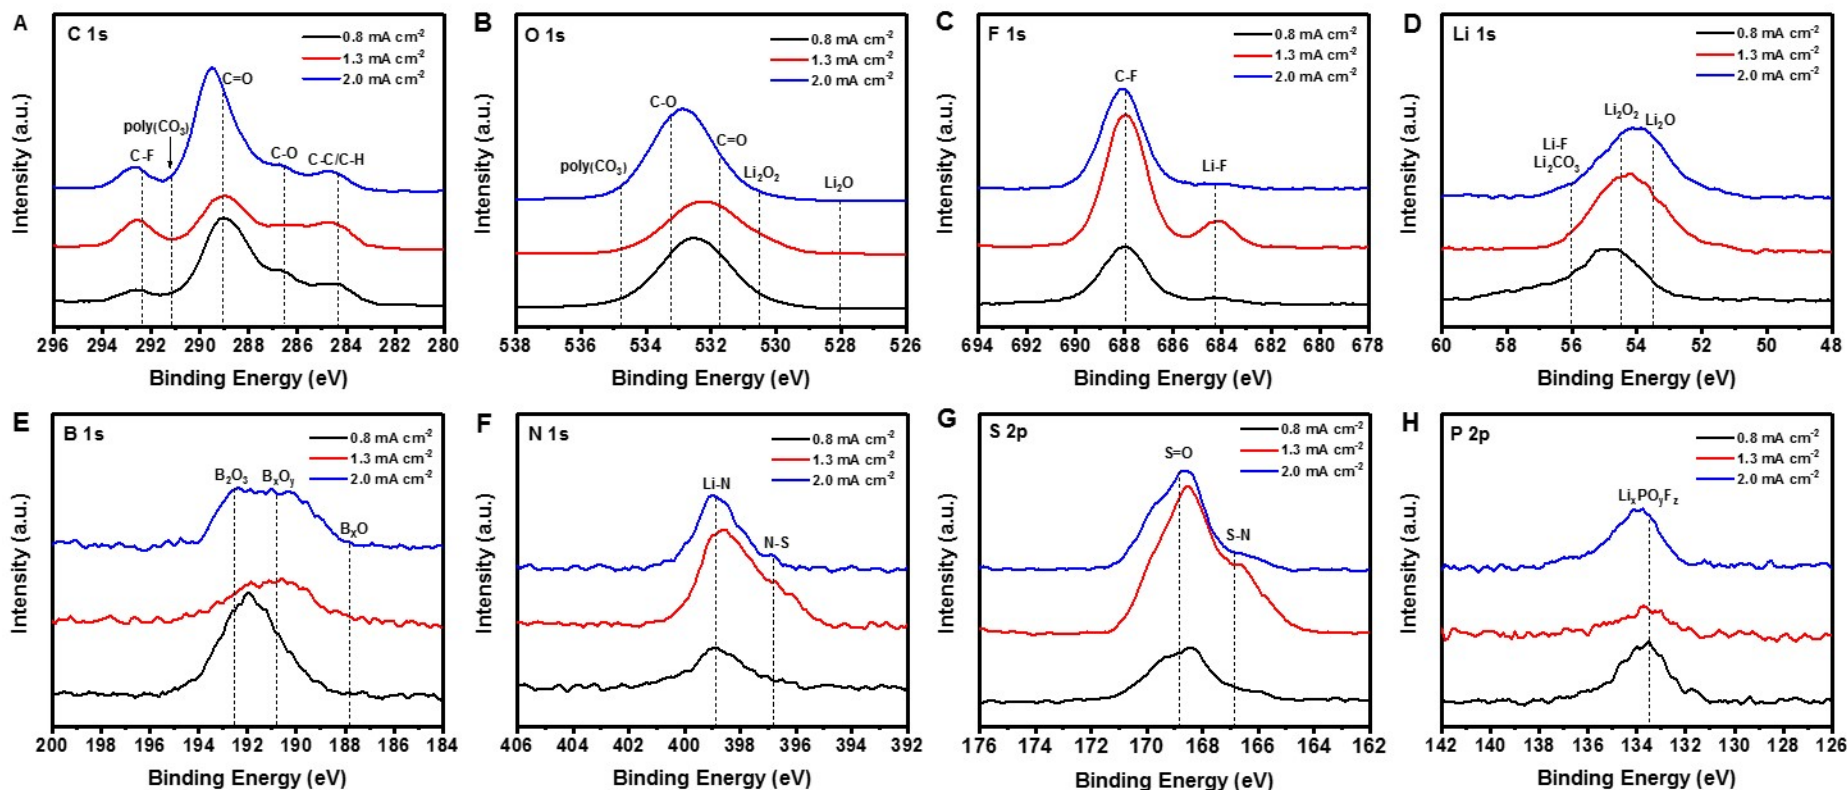 A
C 1s
0.8 mA cm-2
1.3 mA cm-2
2.0 mA cm-2
C=O
poly(CO3)
C-F
C-O
C-C/C-H
Intensity (a.u.)
296 294 292 290 288 286 284 282 280
Binding Energy (eV)
B
O 1s
0.8 mA cm-2
1.3 mA cm-2
2.0 mA cm-2
C-O
C=O
poly(CO3)
Li2O2
Li2O
Intensity (a.u.)
538 536 534 532 530 528 526
Binding Energy (eV)
C
F 1s
0.8 mA cm-2
1.3 mA cm-2
2.0 mA cm-2
C-F
Li-F
Intensity (a.u.)
694 692 690 688 686 684 682 680 678
Binding Energy (eV)
D
Li 1s
0.8 mA cm-2
1.3 mA cm-2
2.0 mA cm-2
Li2O2
Li2O
Li-F
Li2CO3
Intensity (a.u.)
60 58 56 54 52 50 48
Binding Energy (eV)
E
B 1s
0.8 mA cm-2
1.3 mA cm-2
2.0 mA cm-2
B2O3
BxOy
BxO
Intensity (a.u.)
200 198 196 194 192 190 188 186 184
Binding Energy (eV)
F
N 1s
0.8 mA cm-2
1.3 mA cm-2
2.0 mA cm-2
Li-N
N-S
Intensity (a.u.)
406 404 402 400 398 396 394 392
Binding Energy (eV)
G
S 2p
0.8 mA cm-2
1.3 mA cm-2
2.0 mA cm-2
S=O
S-N
Intensity (a.u.)
176 174 172 170 168 166 164 162
Binding Energy (eV)
H
P 2p
0.8 mA cm-2
1.3 mA cm-2
2.0 mA cm-2
LixPOyFz
Intensity (a.u.)
142 140 138 136 134 132 130 128 126
Binding Energy (eV)